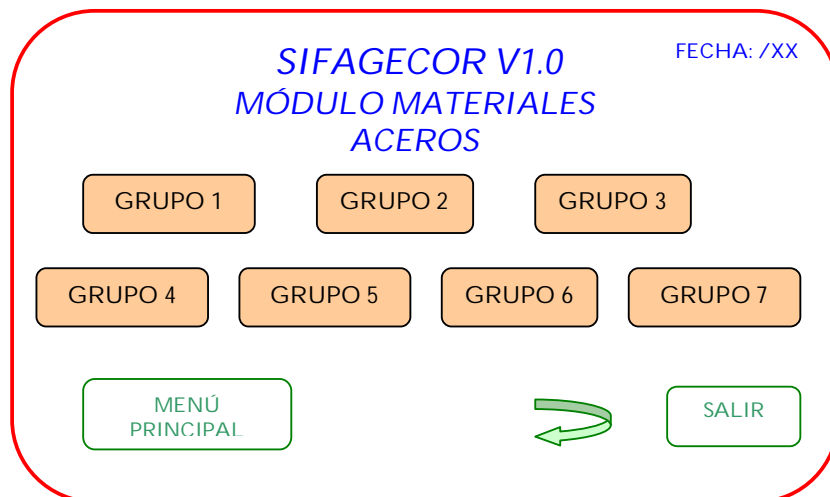 SIFAGECOR V1.0
FECHA: /XX
MÓDULO MATERIALES
ACEROS
GRUPO 1
GRUPO 2
GRUPO 3
GRUPO 4
GRUPO 5
GRUPO 6
GRUPO 7
MENÚ
PRINCIPAL
SALIR